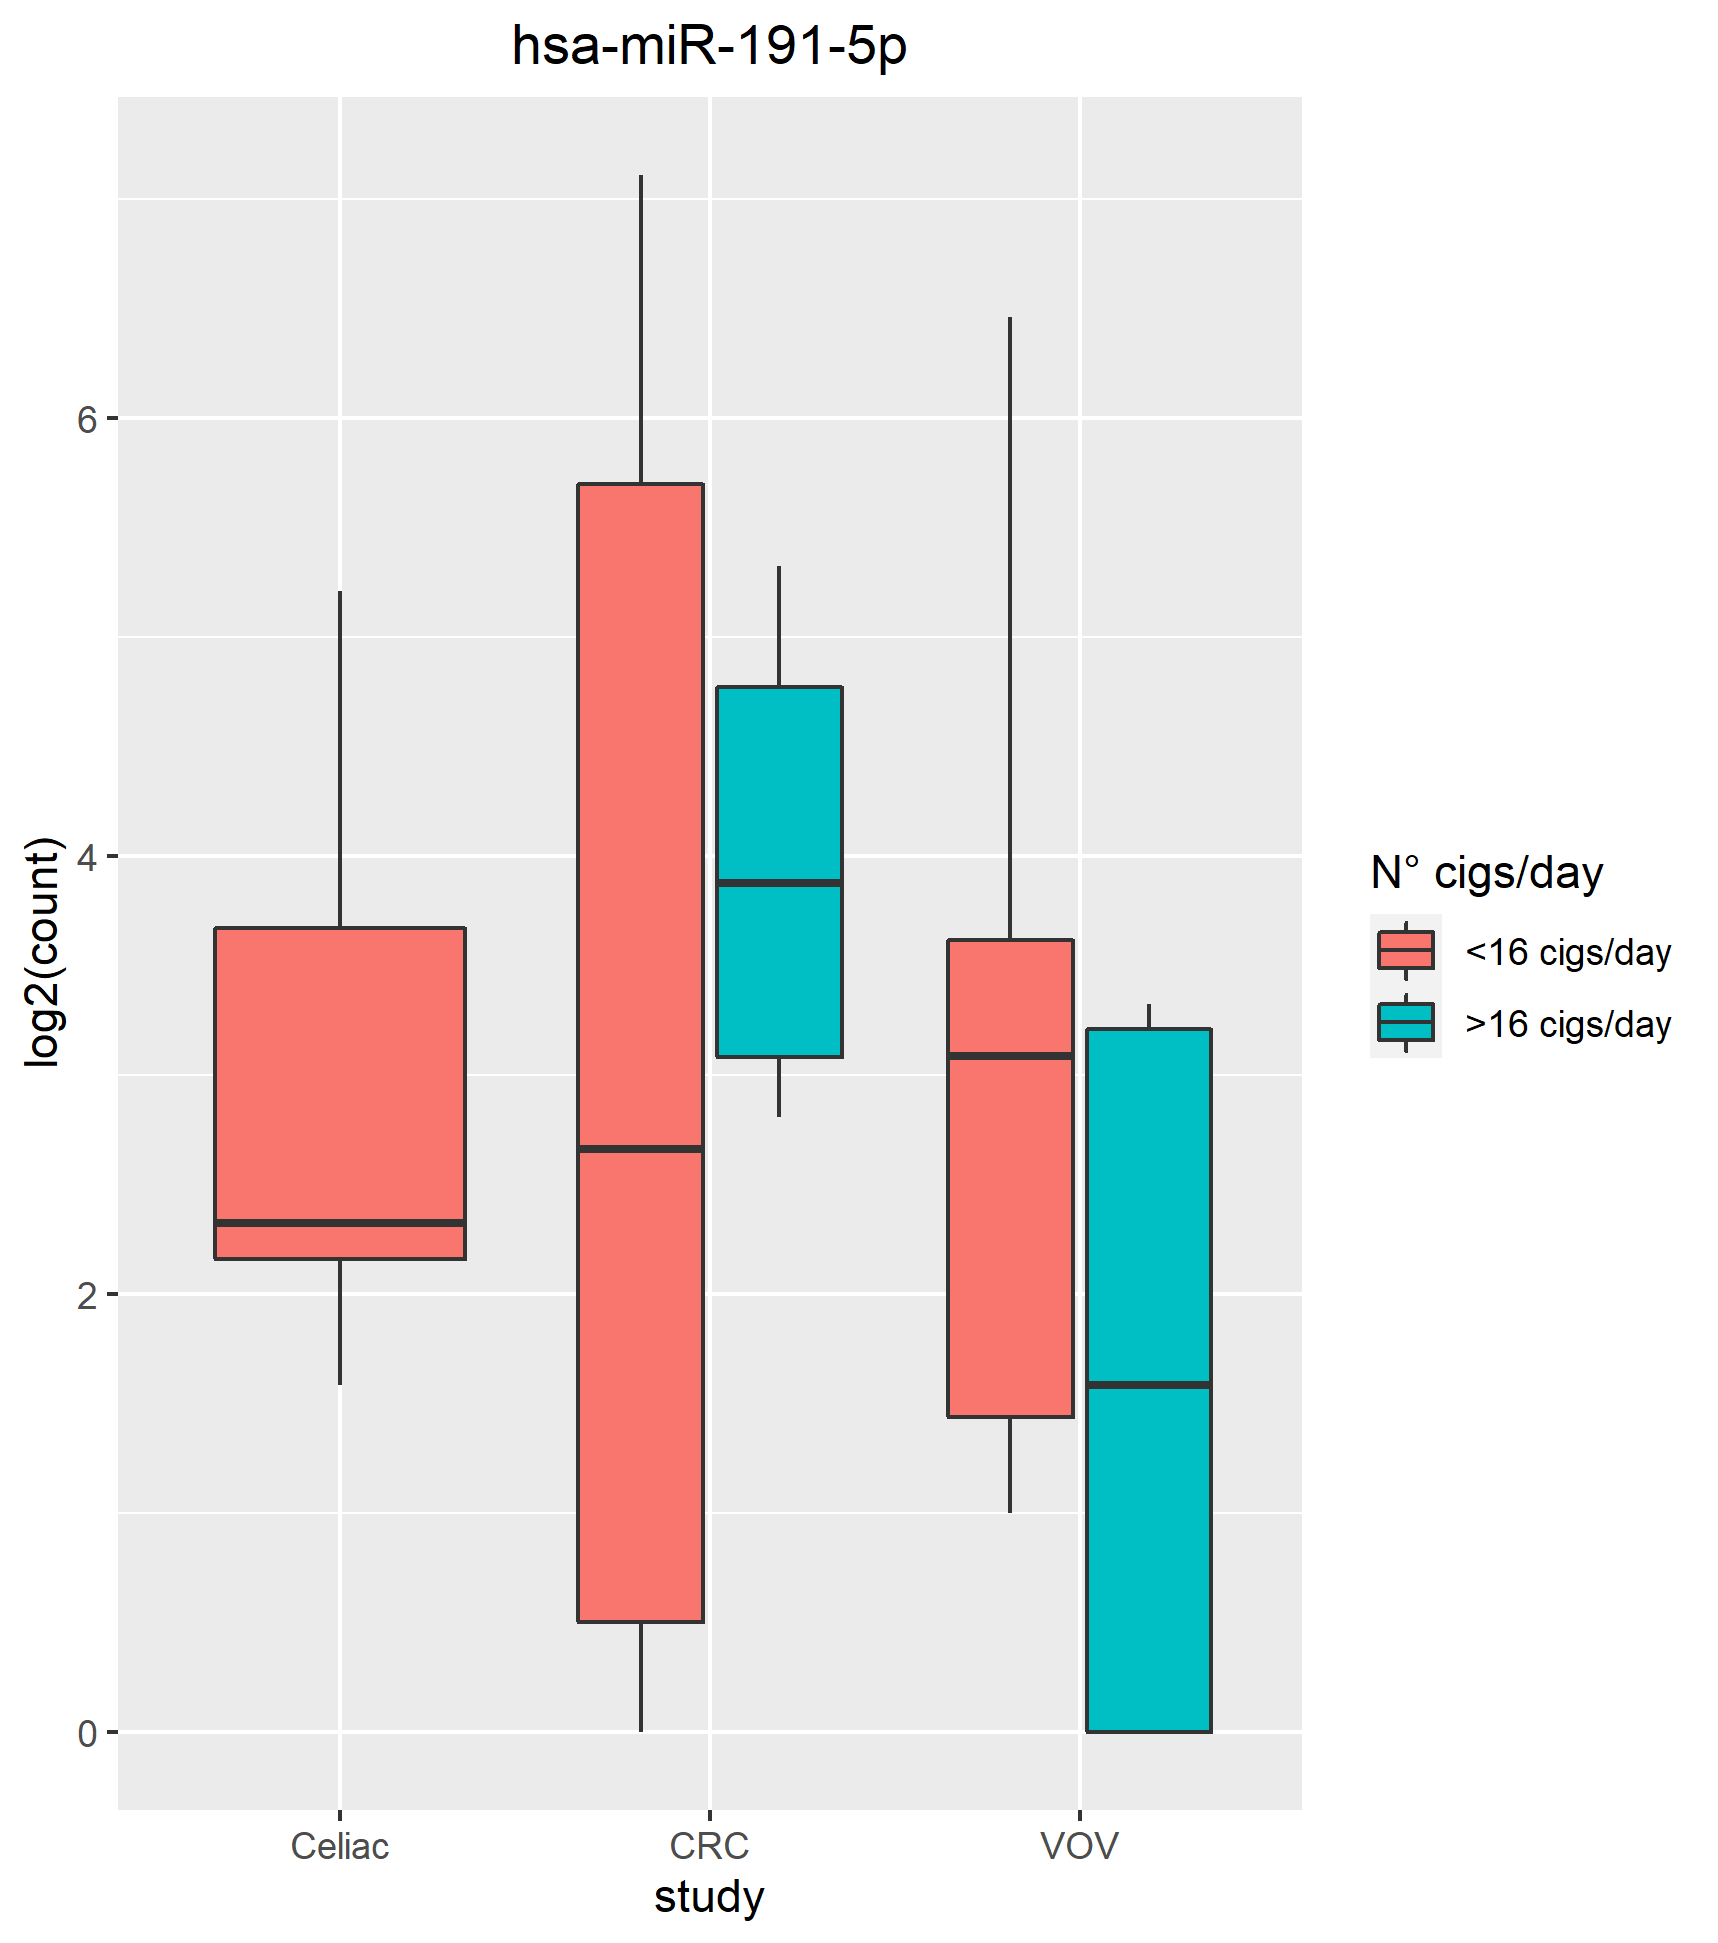 hsa-miR-191-5p
log2(count)
6
4
2
0
Celiac
CRC
VOV
study
N° cigs/day
<16 cigs/day
>16 cigs/day